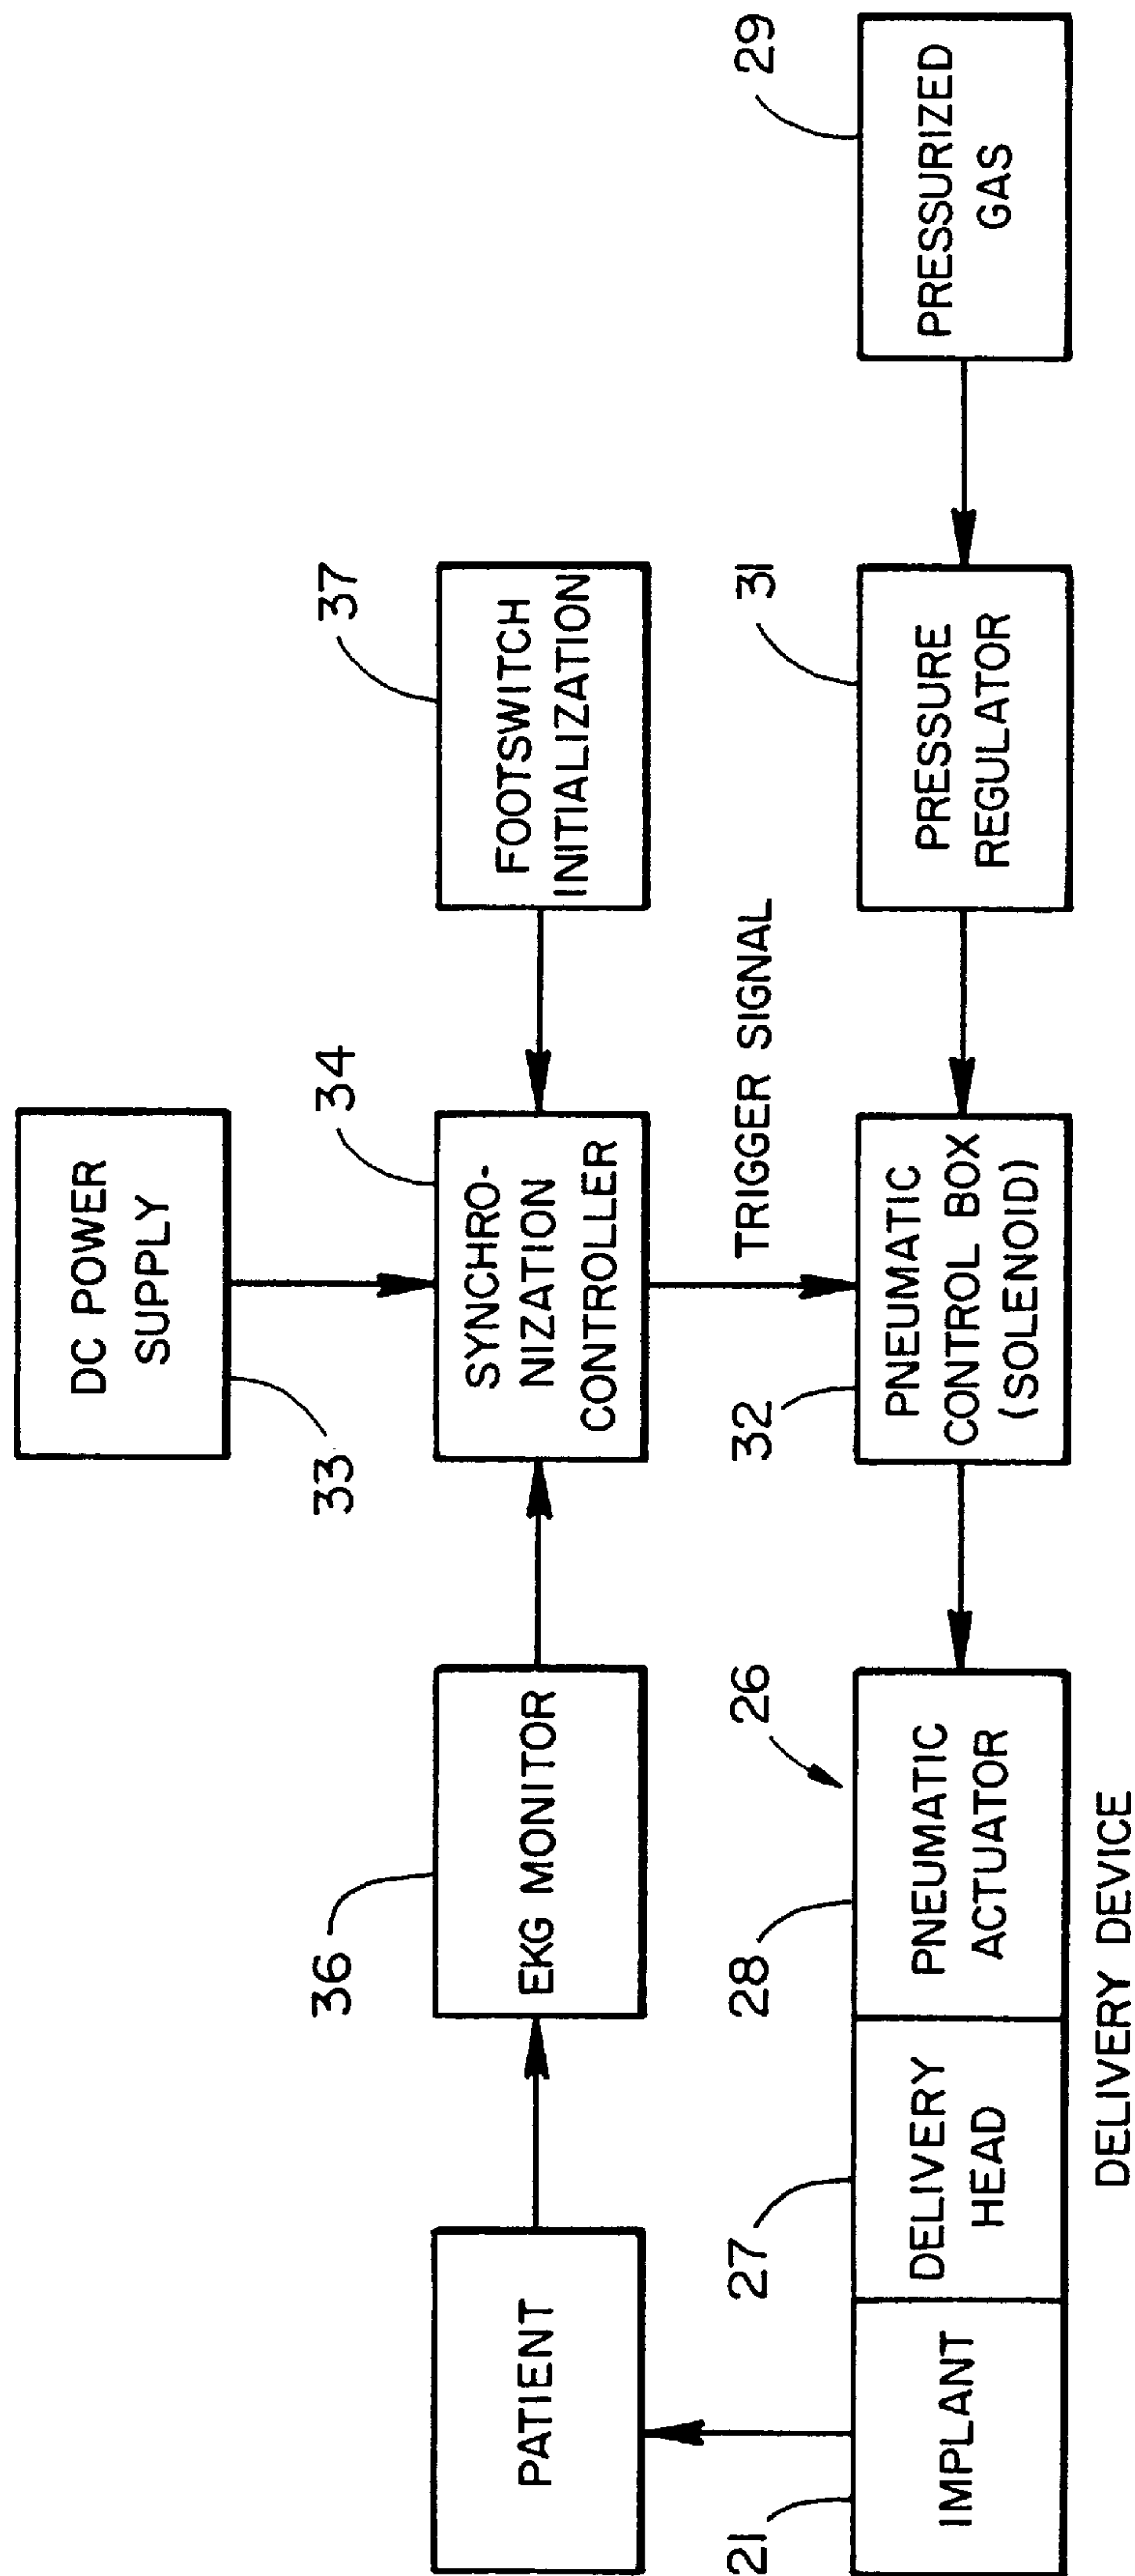 DC POWER
SUPPLY
33
PATIENT
36
EKG MONITOR
34
SYNCHRO-
NIZATION
CONTROLLER
37
FOOTSWITCH
INITIALIZATION
TRIGGER SIGNAL
21
IMPLANT
27
DELIVERY
HEAD
28
PNEUMATIC
ACTUATOR
26
DELIVERY DEVICE
32
PNEUMATIC
CONTROL BOX
(SOLENOID)
31
PRESSURE
REGULATOR
29
PRESSURIZED
GAS